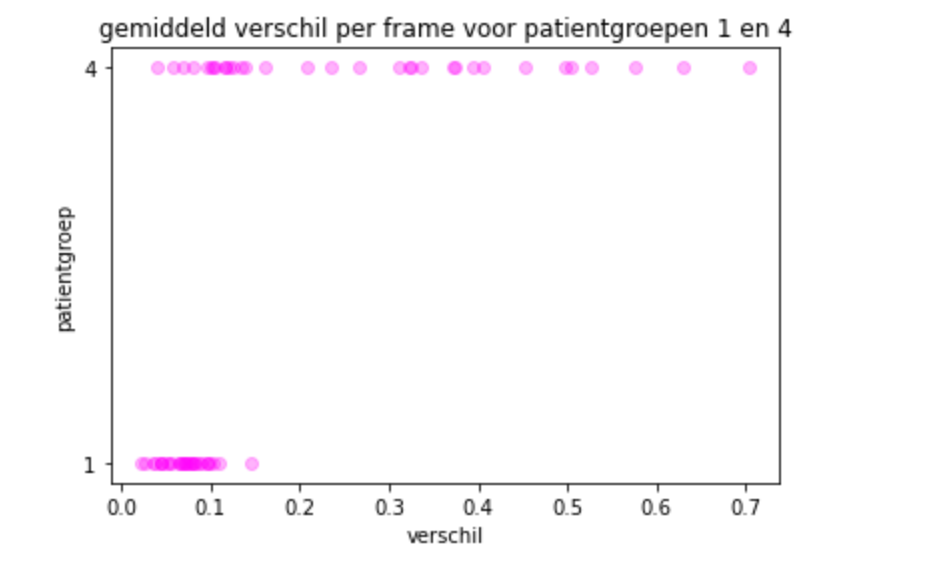 gemiddeld verschil per frame voor patientgroepen 1 en 4
4
patientgroep
1
0.0 0.1 0.2 0.3 0.4 0.5 0.6 0.7
verschil